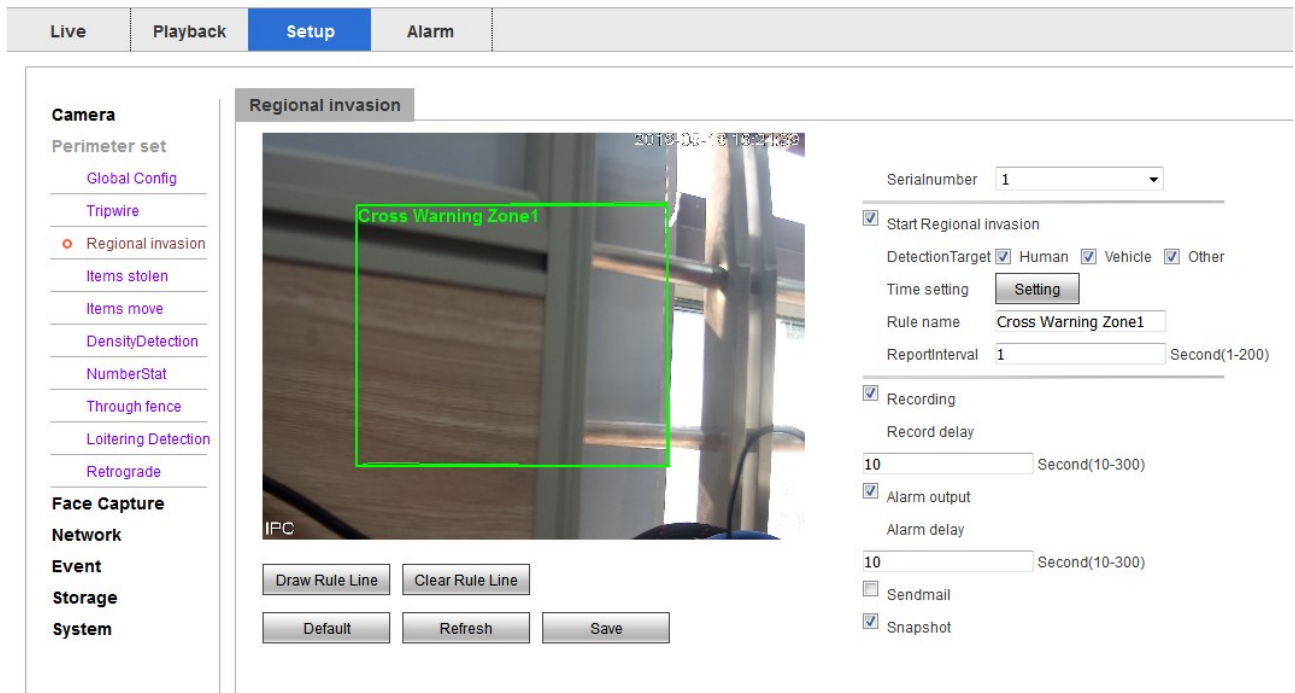 Live Playback Setup Alarm
Camera
Perimeter set
Global Config
Tripwire
Regional invasion
Items stolen
Items move
DensityDetection
NumberStat
Through fence
Loitering Detection
Retrograde
Face Capture
Network
Event
Storage
System
Regional invasion
Cross Warning Zone1
IPC
Draw Rule Line Clear Rule Line
Default Refresh Save
Serialnumber 1
Start Regional invasion
DetectionTarget Human Vehicle Other
Time setting Setting
Rule name Cross Warning Zone1
ReportInterval 1 Second(1-200)
Recording
Record delay
10 Second(10-300)
Alarm output
Alarm delay
10 Second(10-300)
Sendmail
Snapshot